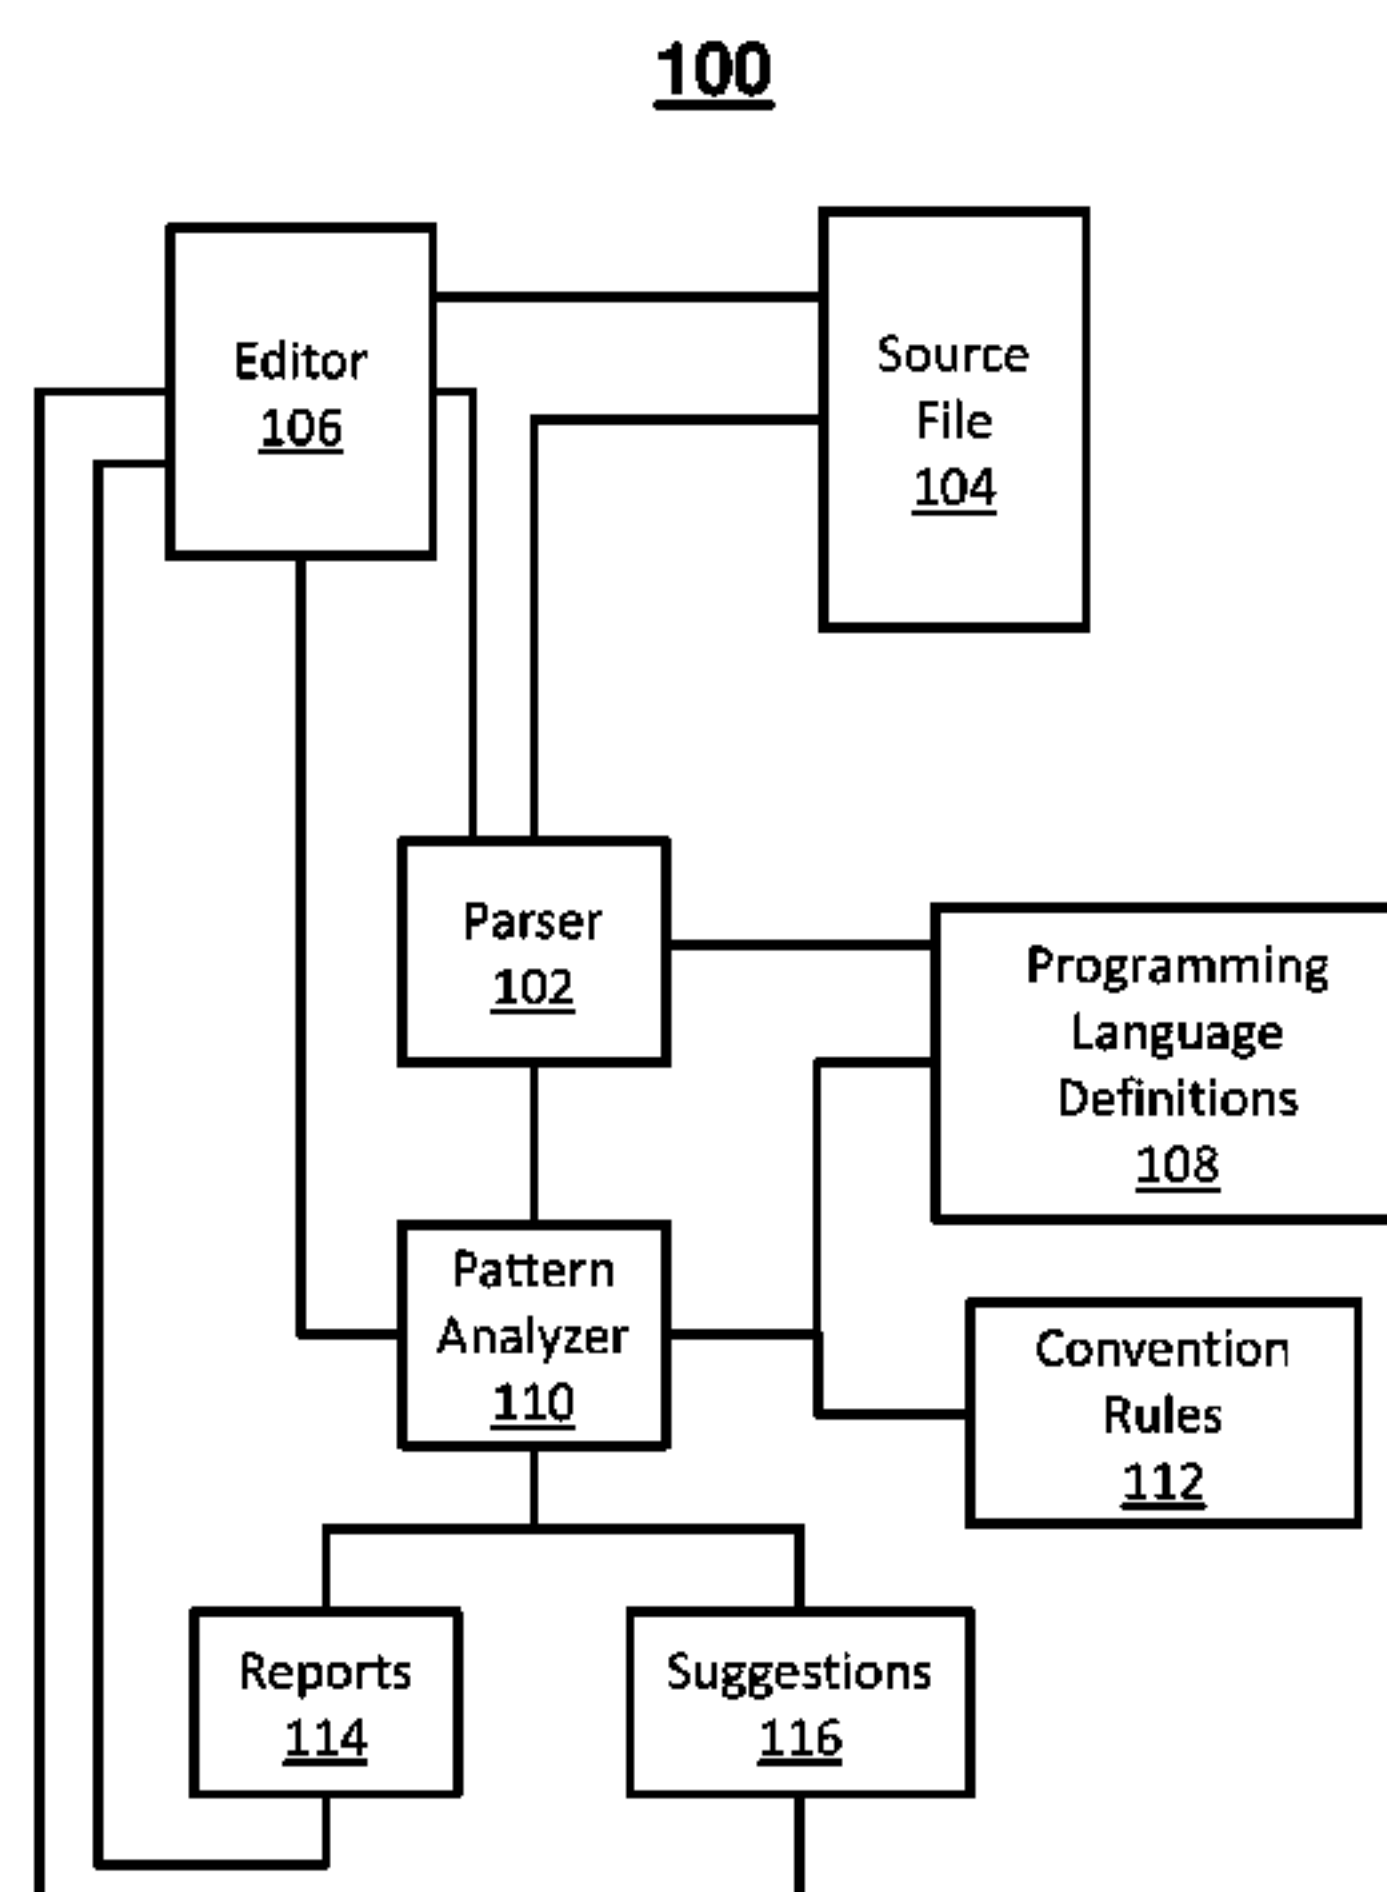 100
Editor
106
Source
File
104
Parser
102
Programming
Language
Definitions
108
Pattern
Analyzer
110
Convention
Rules
112
Reports
114
Suggestions
116